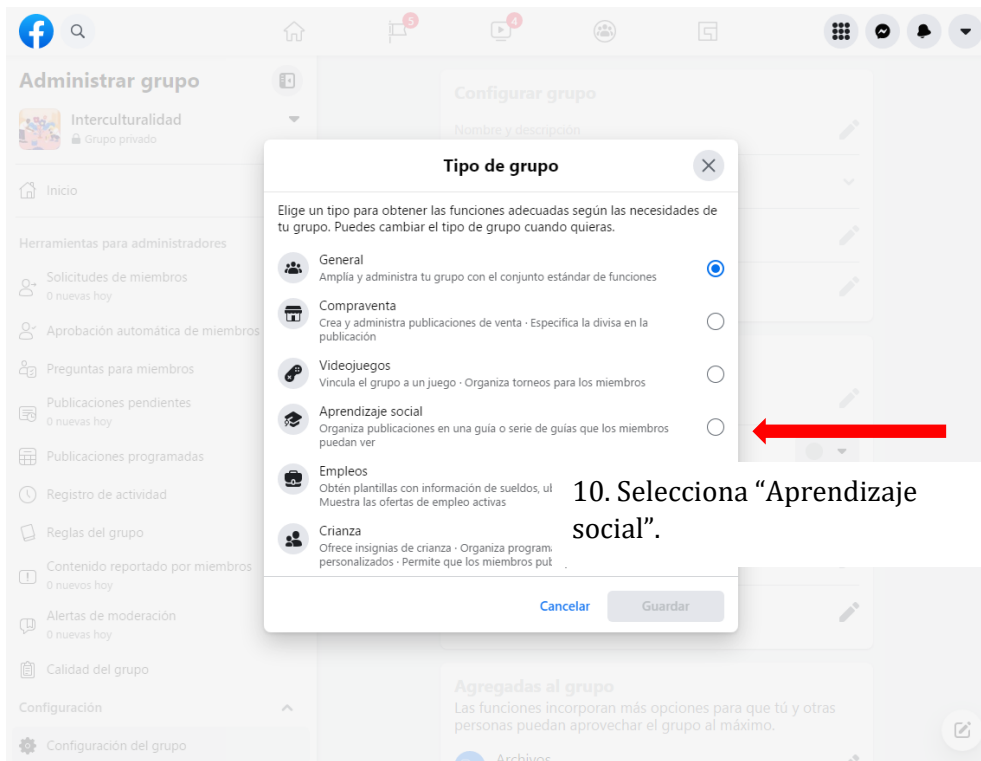 5
4
Administrar grupo
Interculturalidad
Grupo privado
Inicio
Herramientas para administradores
Solicitudes de miembros
0 nuevas hoy
Aprobación automática de miembros
Preguntas para miembros
Publicaciones pendientes
0 nuevas hoy
Publicaciones programadas
Registro de actividad
Reglas del grupo
Contenido reportado por miembros
0 nuevos hoy
Alertas de moderación
0 nuevas hoy
Calidad del grupo
Configuración
Configuración del grupo
Configurar grupo
Nombre y descripción
Tipo de grupo
Elige un tipo para obtener las funciones adecuadas según las necesidades de
tu grupo. Puedes cambiar el tipo de grupo cuando quieras.
General
Amplía y administra tu grupo con el conjunto estándar de funciones
Compraventa
Crea y administra publicaciones de venta · Especifica la divisa en la
publicación
Videojuegos
Vincula el grupo a un juego · Organiza torneos para los miembros
Aprendizaje social
Organiza publicaciones en una guía o serie de guías que los miembros
puedan ver
Empleos
Obtén plantillas con información de sueldos,
Muestra las ofertas de empleo activas
Crianza
Ofrece insignias de crianza · Organiza
personalizados · Permite que los miembros
Cancelar
Guardar
10. Selecciona “Aprendizaje
social”.
Agregadas al grupo
Las funciones incorporan más opciones para que tú y otras
personas puedan aprovechar el grupo al máximo.
Archivos